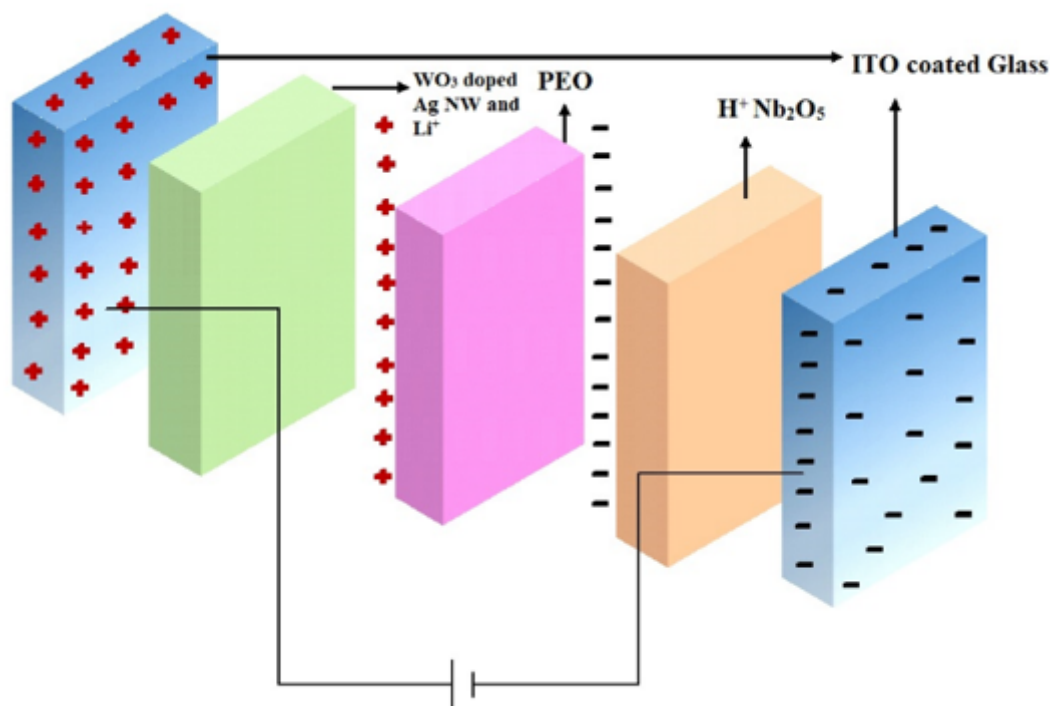 ITO coated Glass
WO₃ doped
Ag NW and
Li⁺
PEO
H⁺ Nb₂O₅